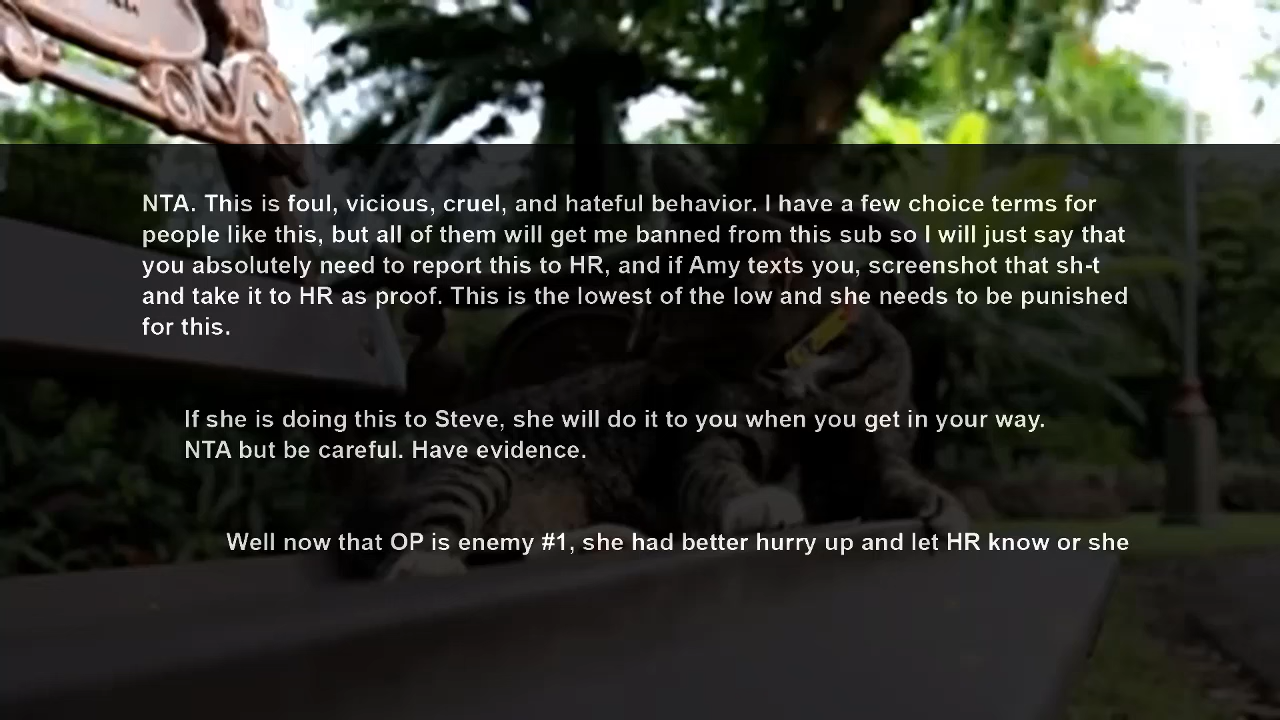 NTA. This is foul, vicious, cruel, and hateful behavior. I have a few choice terms for
people like this, but all of them will get me banned from this sub so I will just say that
you absolutely need to report this to HR, and if Amy texts you, screenshot that sh-t
and take it to HR as proof. This is the lowest of the low and she needs to be punished
for this.
If she is doing this to Steve, she will do it to you when you get in your way.
NTA but be careful. Have evidence.
Well now that OP is enemy #1, she had better hurry up and let HR know or she